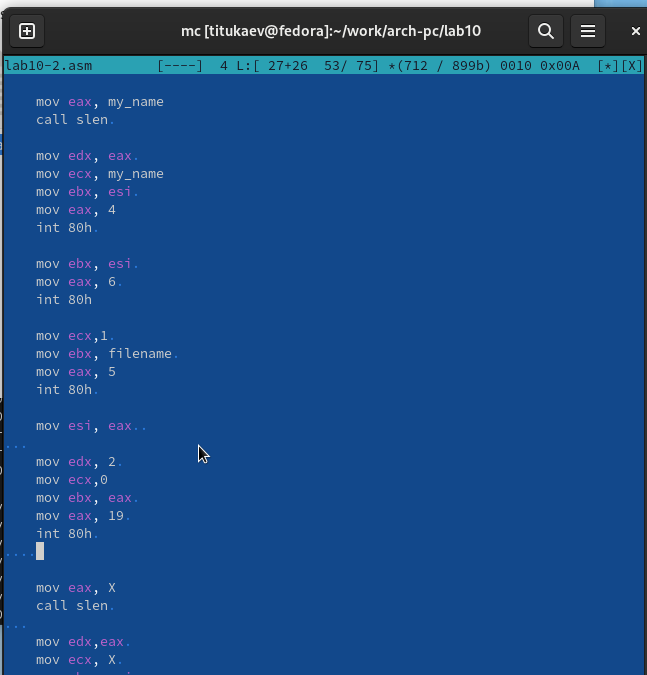 mc [titukaev@fedora]:~/work/arch-pc/lab10
lab10-2.asm [----] 4 L:[ 27+26 53/ 75] *(712 / 899b) 0010 0x00A [*][X]
mov eax, my_name
call slen.
mov edx, eax.
mov ecx, my_name
mov ebx, esi.
mov eax, 4
int 80h.
mov ebx, esi.
mov eax, 6.
int 80h
mov ecx,1.
mov ebx, filename.
mov eax, 5
int 80h.
mov esi, eax..
...
mov edx, 2.
mov ecx,0
mov ebx, eax.
mov eax, 19.
int 80h.
....
mov eax, X
call slen.
...
mov edx,eax.
mov ecx, X.